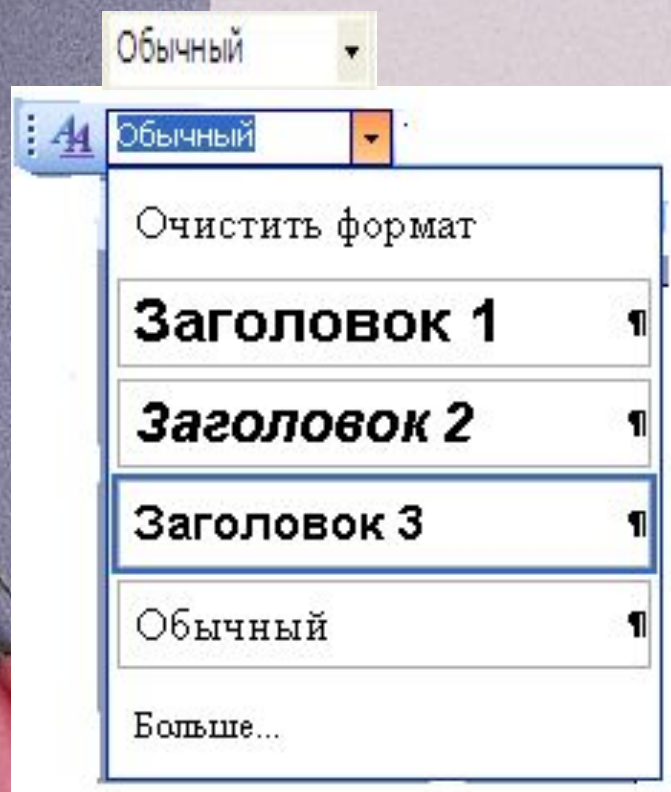 Обычный
Обычный
Очистить формат
Заголовок 1 ¶
Заголовок 2 ¶
Заголовок 3 ¶
Обычный ¶
Больше...